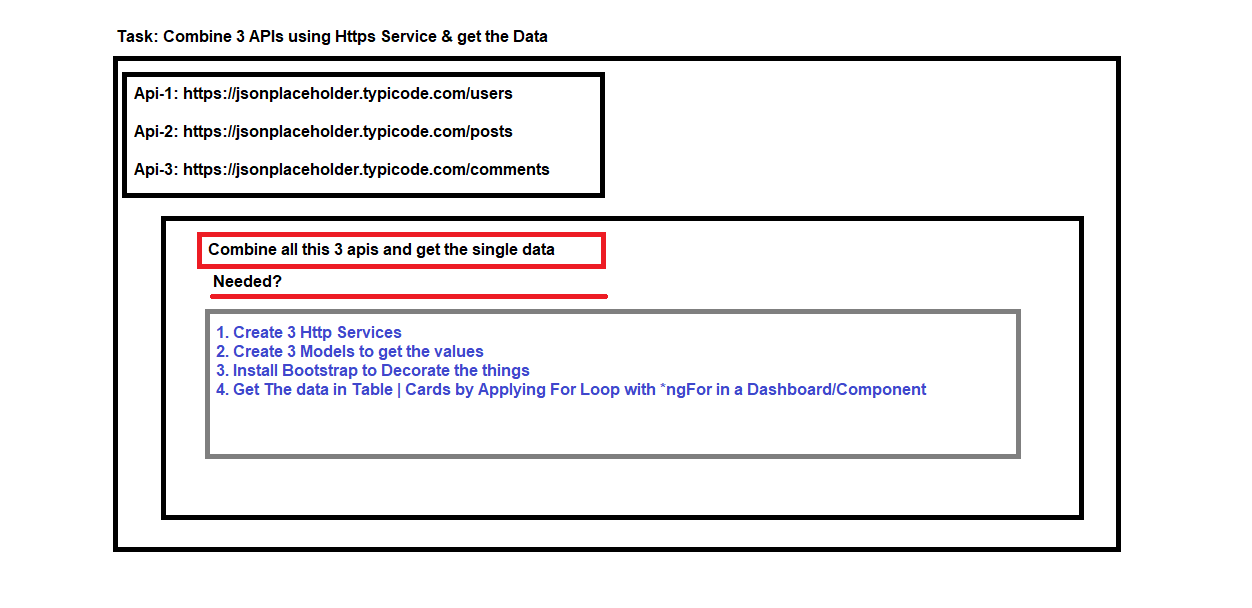 Task: Combine 3 APIs using Https Service & get the Data
Api-1: https://jsonplaceholder.typicode.com/users
Api-2: https://jsonplaceholder.typicode.com/posts
Api-3: https://jsonplaceholder.typicode.com/comments
Combine all this 3 apis and get the single data
Needed?
1. Create 3 Http Services
2. Create 3 Models to get the values
3. Install Bootstrap to Decorate the things
4. Get The data in Table | Cards by Applying For Loop with *ngFor in a Dashboard/Component